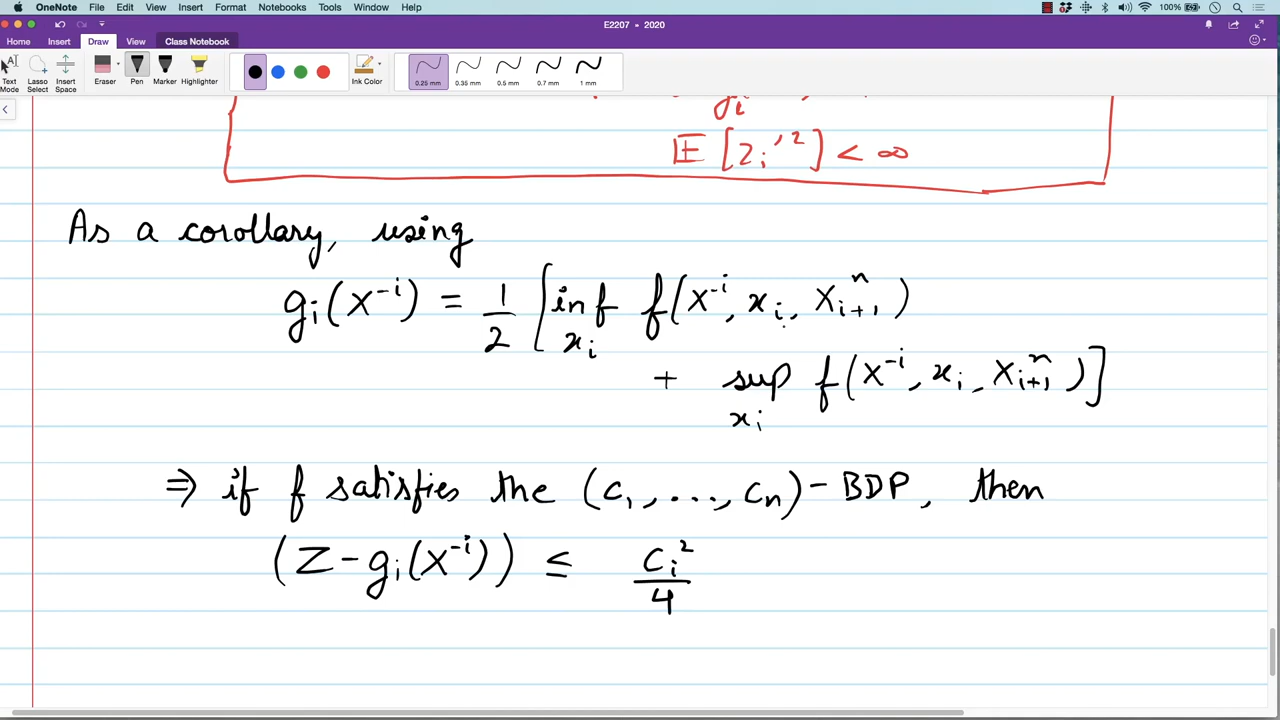 OneNote File Edit View Insert Format Notebooks Tools Window Help 100%
E2207 - 2020
Home Insert Draw View Class Notebook
Text Mode Lasso Select Insert Space Eraser Pen Marker Highlighter Ink Color 0.25 mm 0.35 mm 0.5 mm 0.7 mm 1 mm
g_i
𝔼 [Z_i'^2] < ∞
As a corollary, using
g_i(X^{-i}) = 1/2 [ inf_{x_i} f(X^{-i}, x_i, X_{i+1}^n)
+ sup_{x_i} f(X^{-i}, x_i, X_{i+1}^n) ]
⇒ if f satisfies the (c_1, ..., c_n) - BDP, then
(Z - g_i(X^{-i})) ≤ c_i^2/4